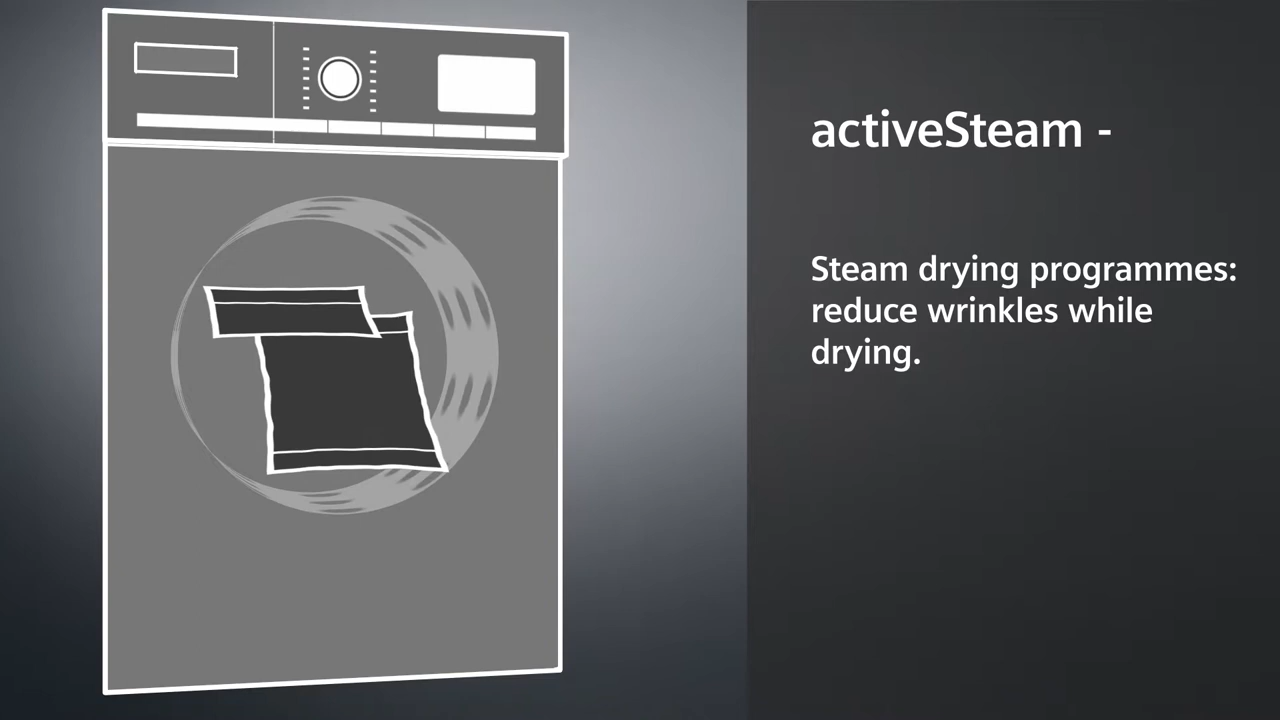 activeSteam -
Steam drying programmes:
reduce wrinkles while
drying.